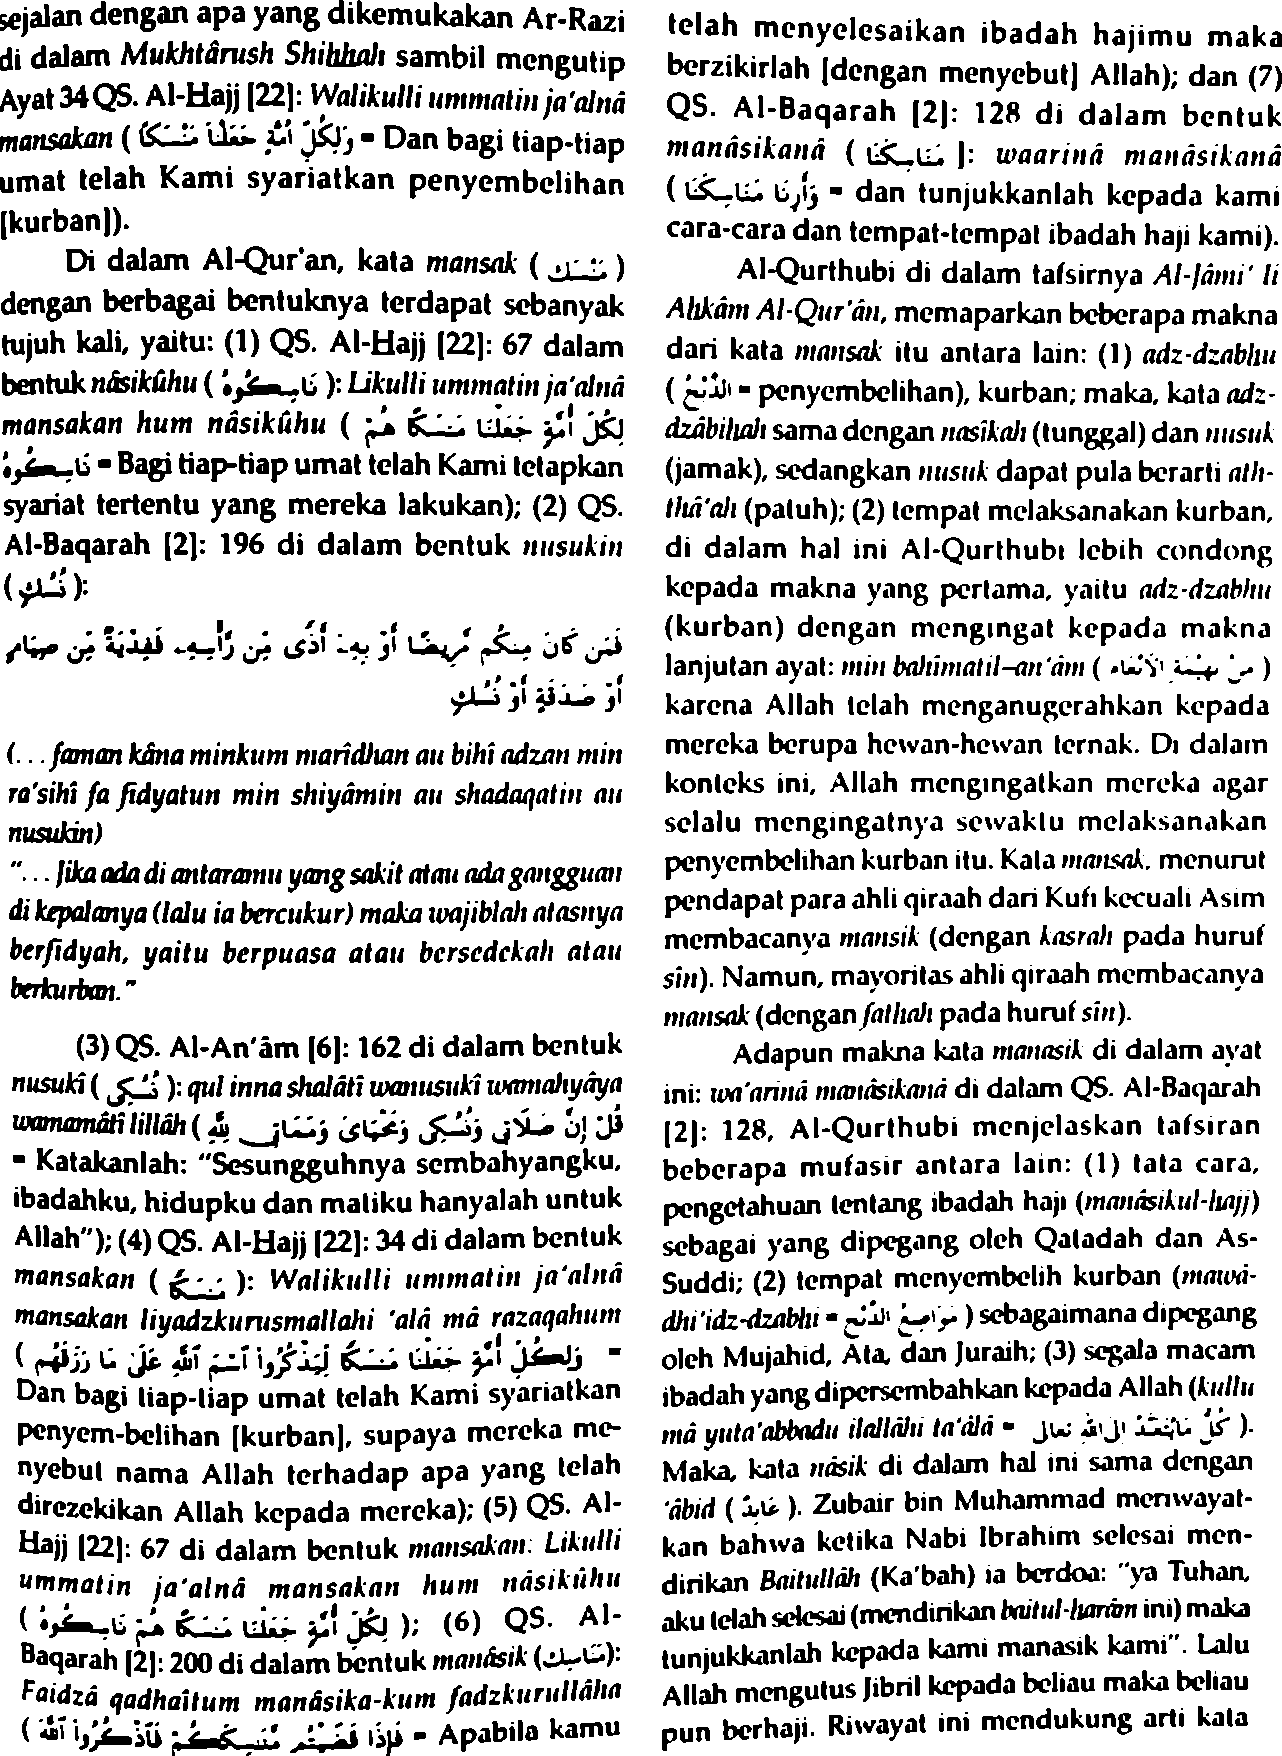 sejalan dengan apa yang dikemukakan Ar-Razi
di dalam Mukhtârush Shihhah sambil mengutip
Ayat 34 QS. Al-Hajj [22]: Walikulli ummatin ja'alnâ
mansakan ( وَلِكُلِّ أُمَّةٍ جَعَلْنَا مَنْسَكًا = Dan bagi tiap-tiap
umat telah Kami syariatkan penyembelihan
[kurban]).
Di dalam Al-Qur'an, kata mansak ( مَنْسَك )
dengan berbagai bentuknya terdapat sebanyak
tujuh kali, yaitu: (1) QS. Al-Hajj [22]: 67 dalam
bentuk nâsikûhu ( نَاسِكُوهُ ): Likulli ummatin ja'alnâ
mansakan hum nâsikûhu ( لِكُلِّ أُمَّةٍ جَعَلْنَا مَنْسَكًا هُمْ
نَاسِكُوهُ = Bagi tiap-tiap umat telah Kami tetapkan
syariat tertentu yang mereka lakukan); (2) QS.
Al-Baqarah [2]: 196 di dalam bentuk nusukin
( نُسُكٍ ):
فَمَن كَانَ مِنكُم مَّرِيضًا أَوْ بِهِۦٓ أَذًى مِّن رَّأْسِهِۦ فَفِدْيَةٌ مِّن صِيَامٍ
أَوْ صَدَقَةٍ أَوْ نُسُكٍ
(. . . faman kâna minkum marîdhan au bihî adzan min
ra'sihî fa fidyatun min shiyâmin au shadaqatin au
nusukin)
". . . Jika ada di antaramu yang sakit atau ada gangguan
di kepalanya (lalu ia bercukur) maka wajiblah atasnya
berfidyah, yaitu berpuasa atau bersedekah atau
berkurban."
(3) QS. Al-An'âm [6]: 162 di dalam bentuk
nusukî ( نُسُكِي ): qul inna shalâtî wanusukî wamahyâya
wamamâtî lillâh ( قُلْ إِنَّ صَلَاتِى وَنُسُكِى وَمَحْيَاىَ وَمَمَاتِى لِلَّهِ
= Katakanlah: "Sesungguhnya sembahyangku,
ibadahku, hidupku dan matiku hanyalah untuk
Allah"); (4) QS. Al-Hajj [22]: 34 di dalam bentuk
mansakan ( مَنْسَكًا ): Walikulli ummatin ja'alnâ
mansakan liyadzkurusmallahi 'alâ mâ razaqahum
( وَلِكُلِّ أُمَّةٍ جَعَلْنَا مَنسَكًا لِّيَذْكُرُوا۟ ٱسْمَ ٱللَّهِ عَلَىٰ مَا رَزَقَهُم =
Dan bagi tiap-tiap umat telah Kami syariatkan
penyem-belihan [kurban], supaya mereka me-
nyebut nama Allah terhadap apa yang telah
direzekikan Allah kepada mereka); (5) QS. Al-
Hajj [22]: 67 di dalam bentuk mansakan: Likulli
ummatin ja'alnâ mansakan hum nâsikûhu
( لِكُلِّ أُمَّةٍ جَعَلْنَا مَنسَكًا هُمْ نَاسِكُوهُ ); (6) QS. Al-
Baqarah [2]: 200 di dalam bentuk manâsik (مَنَاسِك):
Faidzâ qadhaitum manâsika-kum fadzkurullâha
( فَإِذَا قَضَيْتُم مَّنَـٰسِكَكُمْ فَٱذْكُرُوا۟ ٱللَّهَ = Apabila kamu
telah menyelesaikan ibadah hajimu maka
berzikirlah [dengan menyebut] Allah); dan (7)
QS. Al-Baqarah [2]: 128 di dalam bentuk
manâsikanâ ( مَنَاسِكَنَا ]: waarinâ manâsikanâ
( وَأَرِنَا مَنَاسِكَنَا = dan tunjukkanlah kepada kami
cara-cara dan tempat-tempat ibadah haji kami).
Al-Qurthubi di dalam tafsirnya Al-Jâmi' li
Ahkâm Al-Qur'ân, memaparkan beberapa makna
dari kata mansak itu antara lain: (1) adz-dzabhu
( الذَّبْحُ = penyembelihan), kurban; maka, kata adz-
dzâbihah sama dengan nasîkah (tunggal) dan nusuk
(jamak), sedangkan nusuk dapat pula berarti ath-
thâ'ah (patuh); (2) tempat melaksanakan kurban,
di dalam hal ini Al-Qurthubi lebih condong
kepada makna yang pertama, yaitu adz-dzabhu
(kurban) dengan mengingat kepada makna
lanjutan ayat: min bahîmatil-an'âm ( مِنْ بَهِيْمَةِ الْأَنْعَامِ )
karena Allah telah menganugerahkan kepada
mereka berupa hewan-hewan ternak. Di dalam
konteks ini, Allah mengingatkan mereka agar
selalu mengingatnya sewaktu melaksanakan
penyembelihan kurban itu. Kata mansak, menurut
pendapat para ahli qiraah dari Kufi kecuali Asim
membacanya mansik (dengan kasrah pada huruf
sîn). Namun, mayoritas ahli qiraah membacanya
mansak (dengan fathah pada huruf sîn).
Adapun makna kata manasik di dalam ayat
ini: wa'arinâ manâsikanâ di dalam QS. Al-Baqarah
[2]: 128, Al-Qurthubi menjelaskan tafsiran
beberapa mufasir antara lain: (1) tata cara,
pengetahuan tentang ibadah haji (manâsikul-hajj)
sebagai yang dipegang oleh Qatadah dan As-
Suddi; (2) tempat menyembelih kurban (mawâ-
dhi'idz-dzabhi = مَوَاضِعُ الذَّبْحِ ) sebagaimana dipegang
oleh Mujahid, Ata, dan Juraih; (3) segala macam
ibadah yang dipersembahkan kepada Allah (kullu
mâ yuta'abbadu ilallâhi ta'âlâ = كُلُّ مَا يُتَعَبَّدُ اِلَى اللهِ تَعَالَى ).
Maka, kata nâsik di dalam hal ini sama dengan
'âbid ( عَابِدٌ ). Zubair bin Muhammad meriwayat-
kan bahwa ketika Nabi Ibrahim selesai men-
dirikan Baitullâh (Ka'bah) ia berdoa: "ya Tuhan,
aku telah selesai (mendirikan baitul-harâm ini) maka
tunjukkanlah kepada kami manasik kami". Lalu
Allah mengutus Jibril kepada beliau maka beliau
pun berhaji. Riwayat ini mendukung arti kata